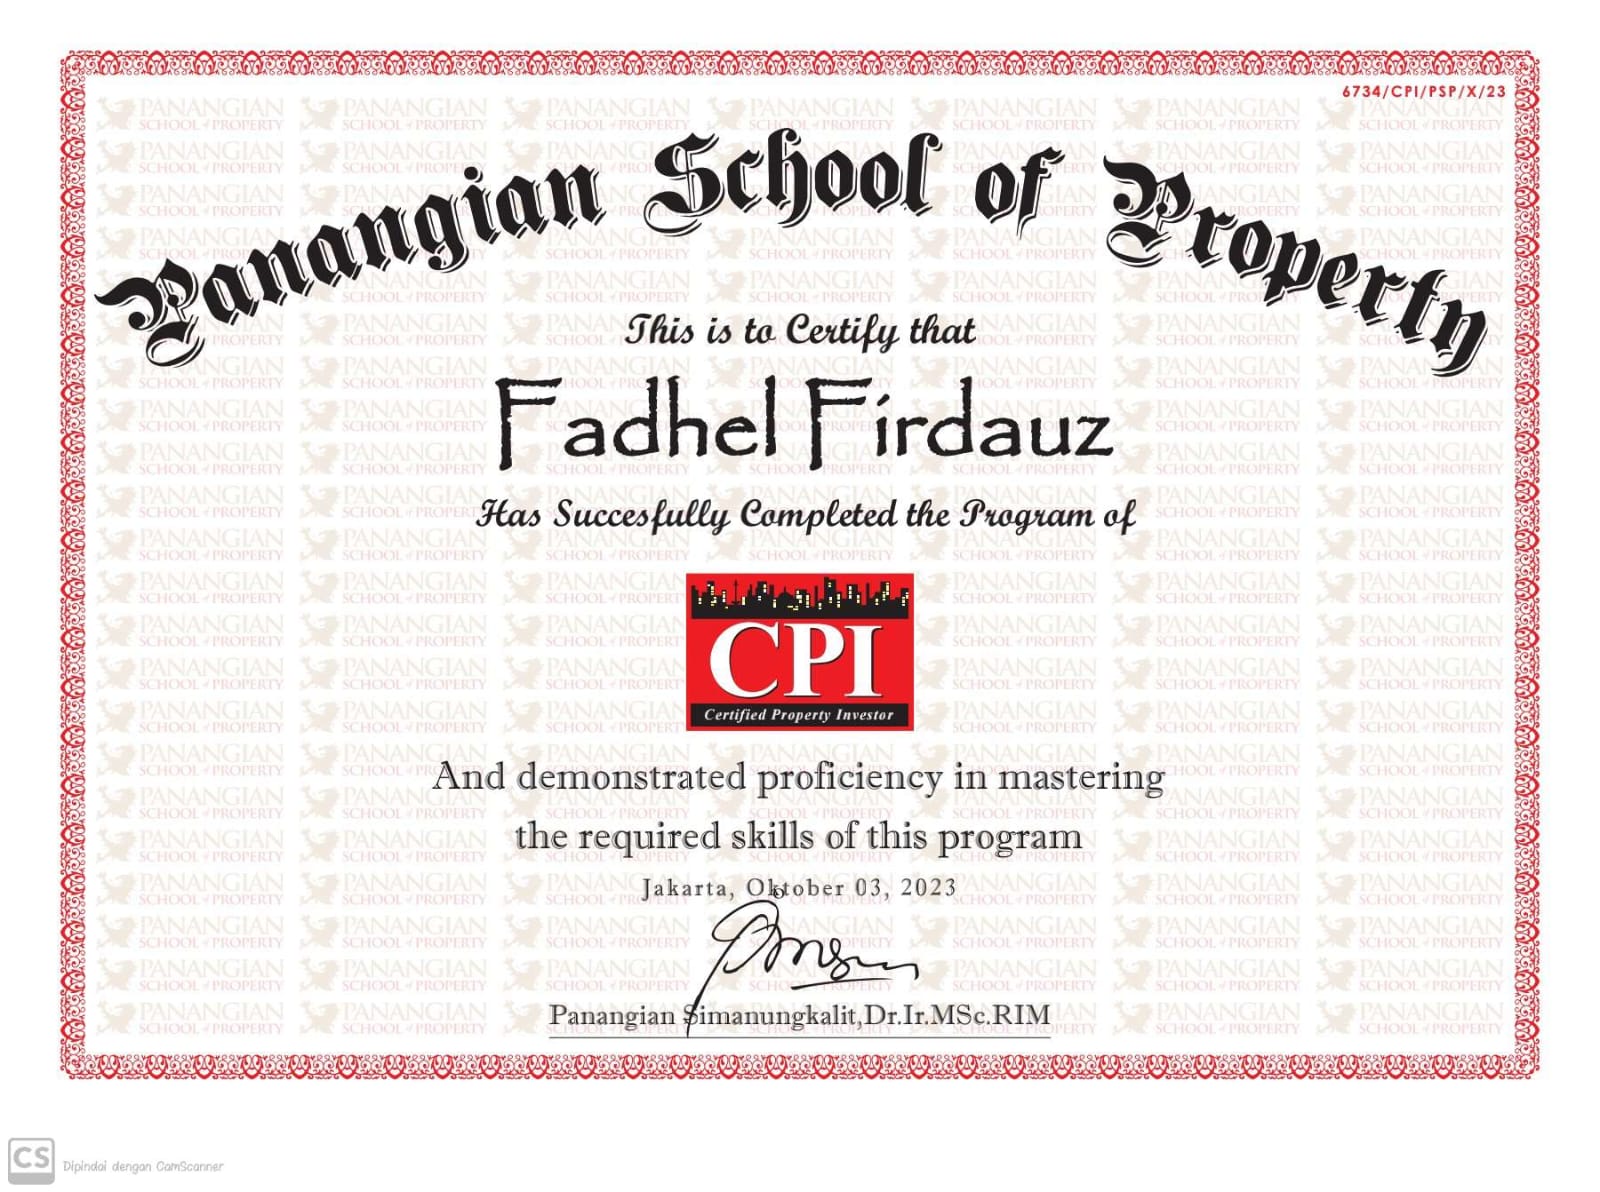 6734/CPI/PSP/X/23
Panangian School of Property
This is to Certify that
Fadhel Firdauz
Has Succesfully Completed the Program of
CPI
Certified Property Investor
And demonstrated proficiency in mastering
the required skills of this program
Jakarta, Oktober 03, 2023
Panangian Simanungkalit,Dr.Ir.MSc.RIM
CS Dipindai dengan CamScanner